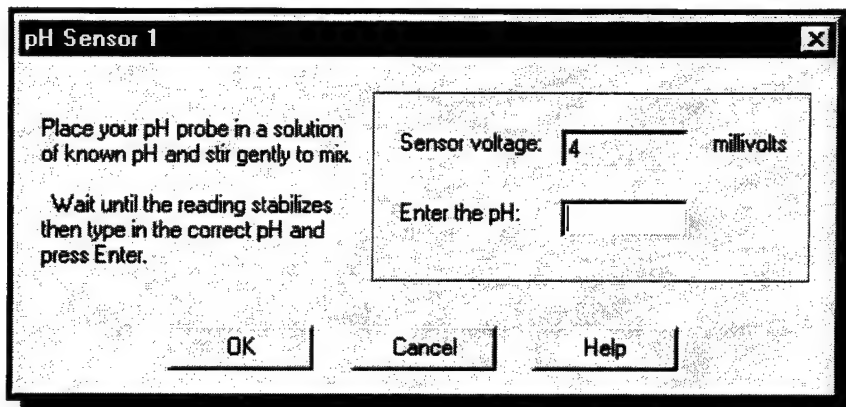 pH Sensor 1
Place your pH probe in a solution
of known pH and stir gently to mix.
Wait until the reading stabilizes
then type in the correct pH and
press Enter.
Sensor voltage: 4 millivolts
Enter the pH:
OK Cancel Help